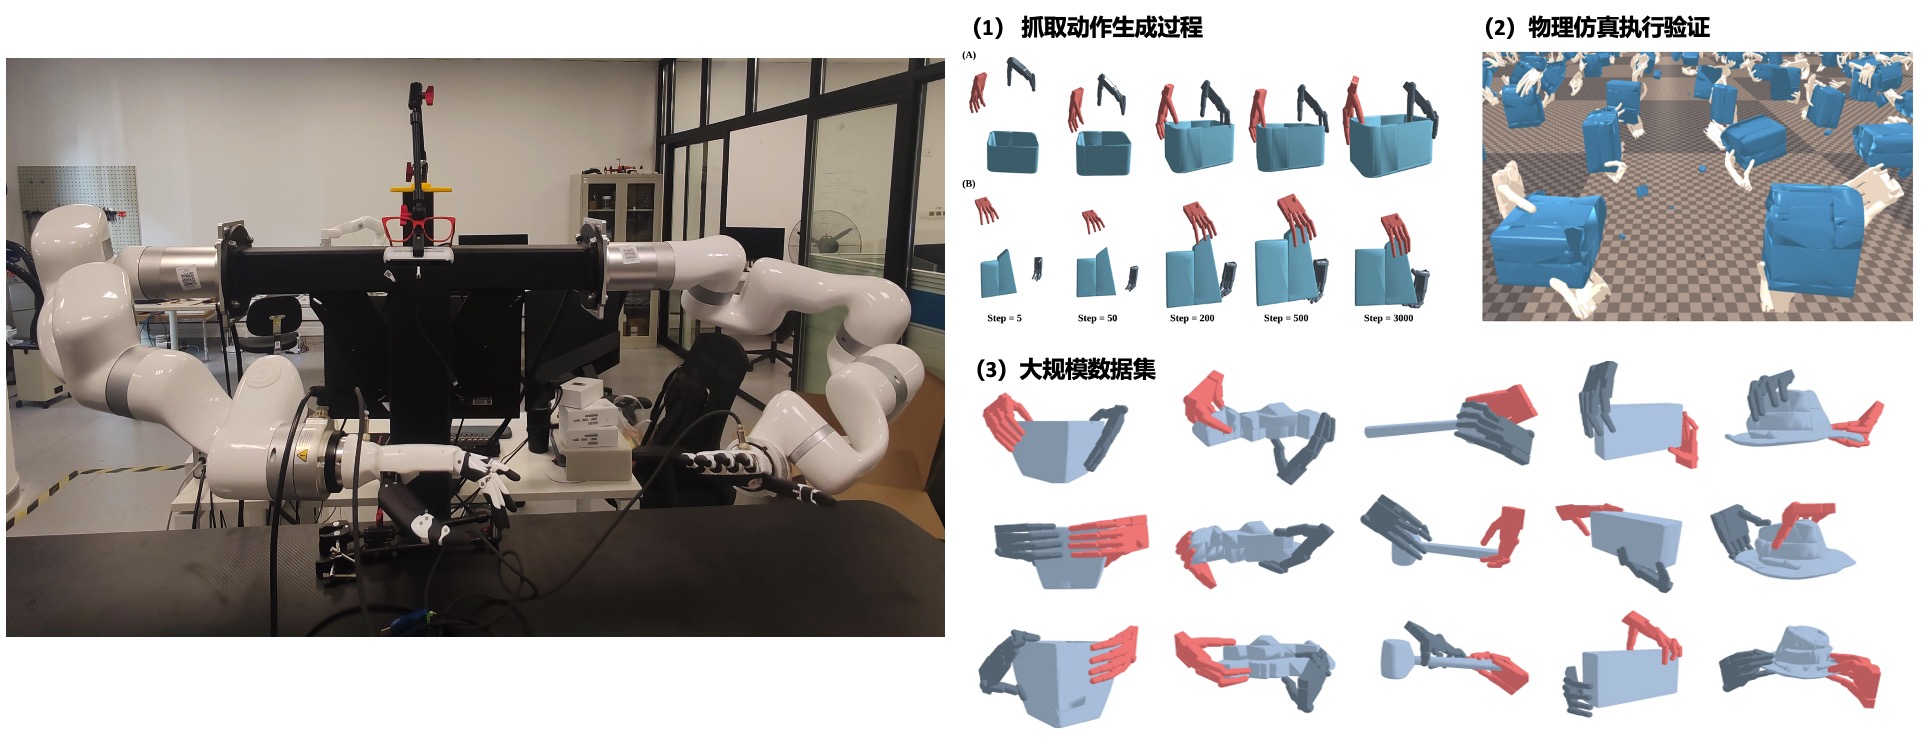 (1) 抓取动作生成过程
(2) 物理仿真执行验证
(A)
(B)
Step = 5
Step = 50
Step = 200
Step = 500
Step = 3000
(3) 大规模数据集